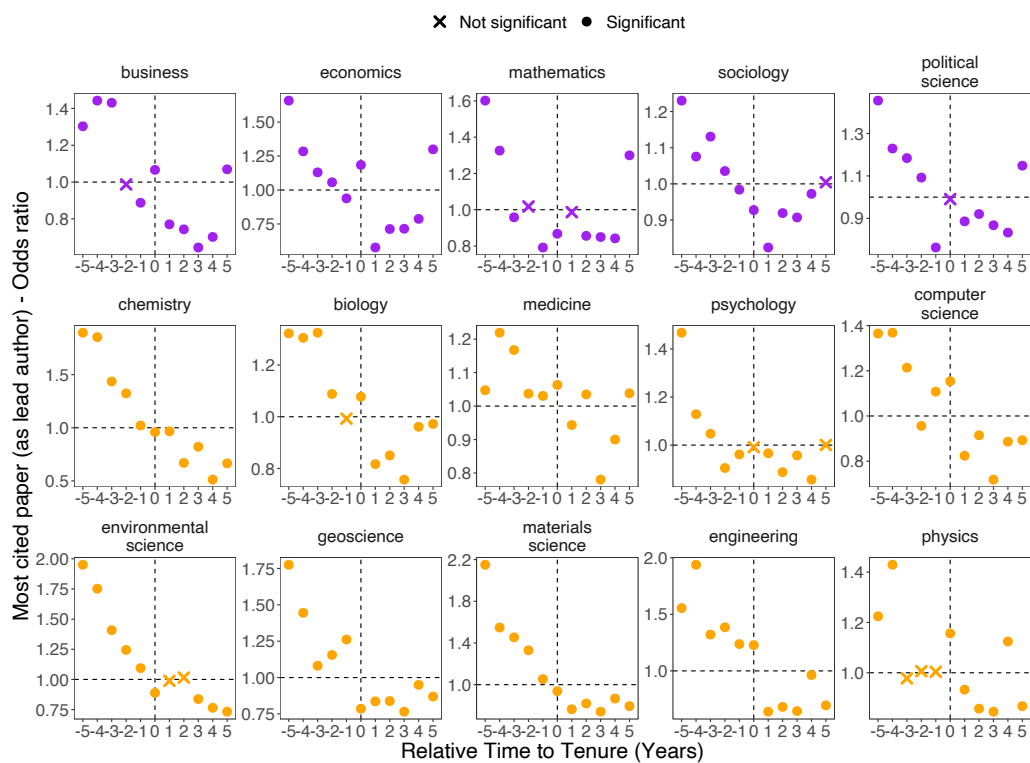 Not significant Significant
business economics mathematics sociology political science
1.4 1.2 1.0 0.8
1.50 1.25 1.00 0.75
1.6 1.4 1.2 1.0 0.8
1.2 1.1 1.0 0.9
1.3 1.1 0.9
-5-4-3-2-1 0 1 2 3 4 5 -5-4-3-2-1 0 1 2 3 4 5 -5-4-3-2-1 0 1 2 3 4 5 -5-4-3-2-1 0 1 2 3 4 5 -5-4-3-2-1 0 1 2 3 4 5
Most cited paper (as lead author) - Odds ratio
chemistry biology medicine psychology computer science
1.5 1.0 0.5
1.2 1.0 0.8
1.2 1.1 1.0 0.9 0.8
1.4 1.2 1.0
1.4 1.2 1.0 0.8
-5-4-3-2-1 0 1 2 3 4 5 -5-4-3-2-1 0 1 2 3 4 5 -5-4-3-2-1 0 1 2 3 4 5 -5-4-3-2-1 0 1 2 3 4 5 -5-4-3-2-1 0 1 2 3 4 5
environmental science geoscience materials science engineering physics
2.00 1.75 1.50 1.25 1.00 0.75
1.75 1.50 1.25 1.00 0.75
2.2 1.8 1.4 1.0
2.0 1.5 1.0
1.4 1.2 1.0
-5-4-3-2-1 0 1 2 3 4 5 -5-4-3-2-1 0 1 2 3 4 5 -5-4-3-2-1 0 1 2 3 4 5 -5-4-3-2-1 0 1 2 3 4 5 -5-4-3-2-1 0 1 2 3 4 5
Relative Time to Tenure (Years)